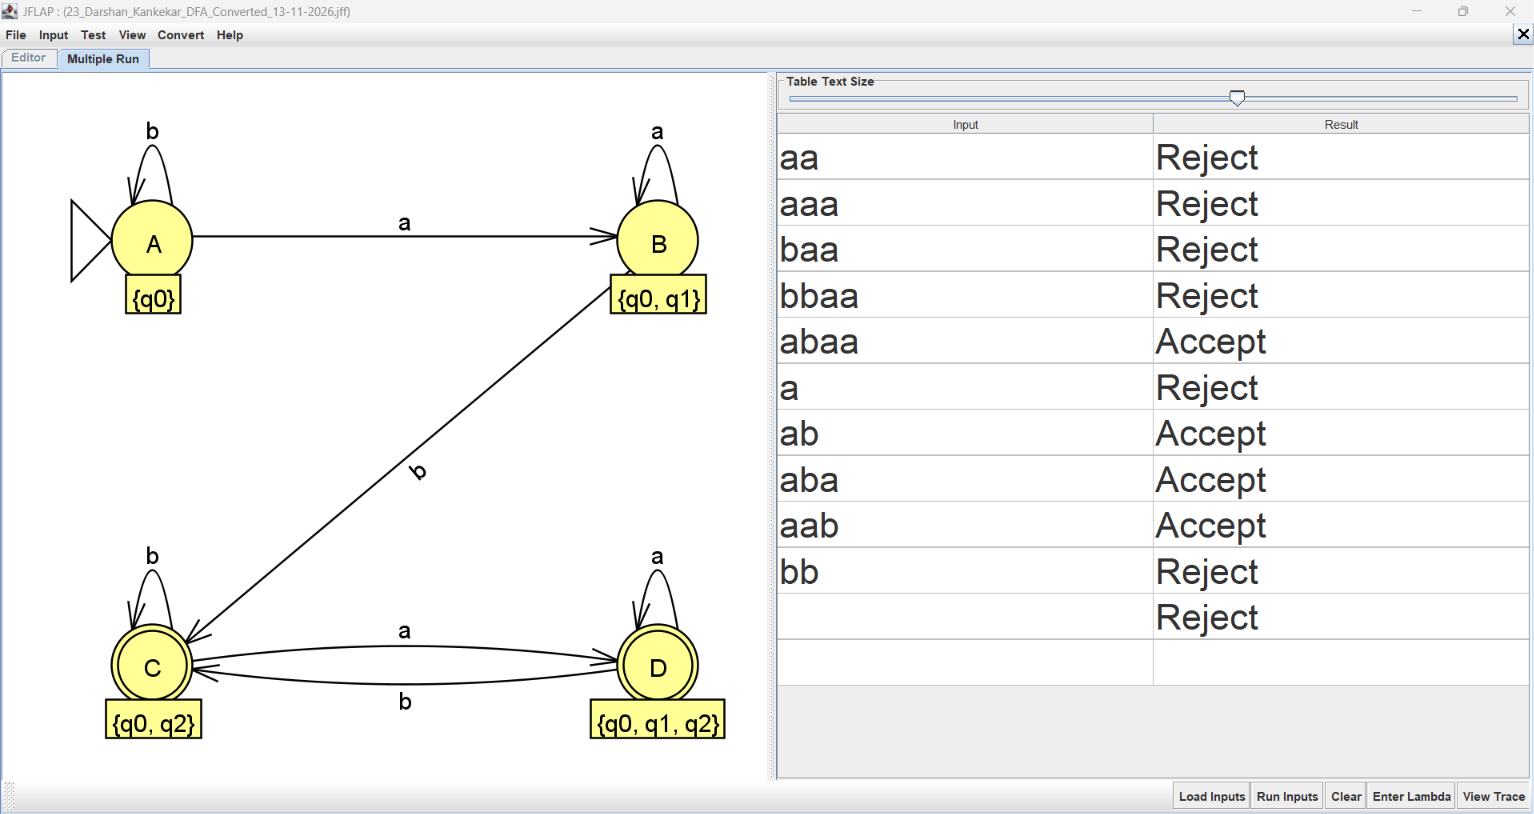 JFLAP : (23_Darshan_Kankekar_DFA_Converted_13-11-2026.jff)
File Input Test View Convert Help
Editor Multiple Run
Table Text Size
Input Result
aa Reject
aaa Reject
baa Reject
bbaa Reject
abaa Accept
a Reject
ab Accept
aba Accept
aab Accept
bb Reject
Reject
b
a
A
a
B
{q0}
{q0, q1}
b
b
a
C
a
D
b
{q0, q2}
{q0, q1, q2}
Load Inputs Run Inputs Clear Enter Lambda View Trace